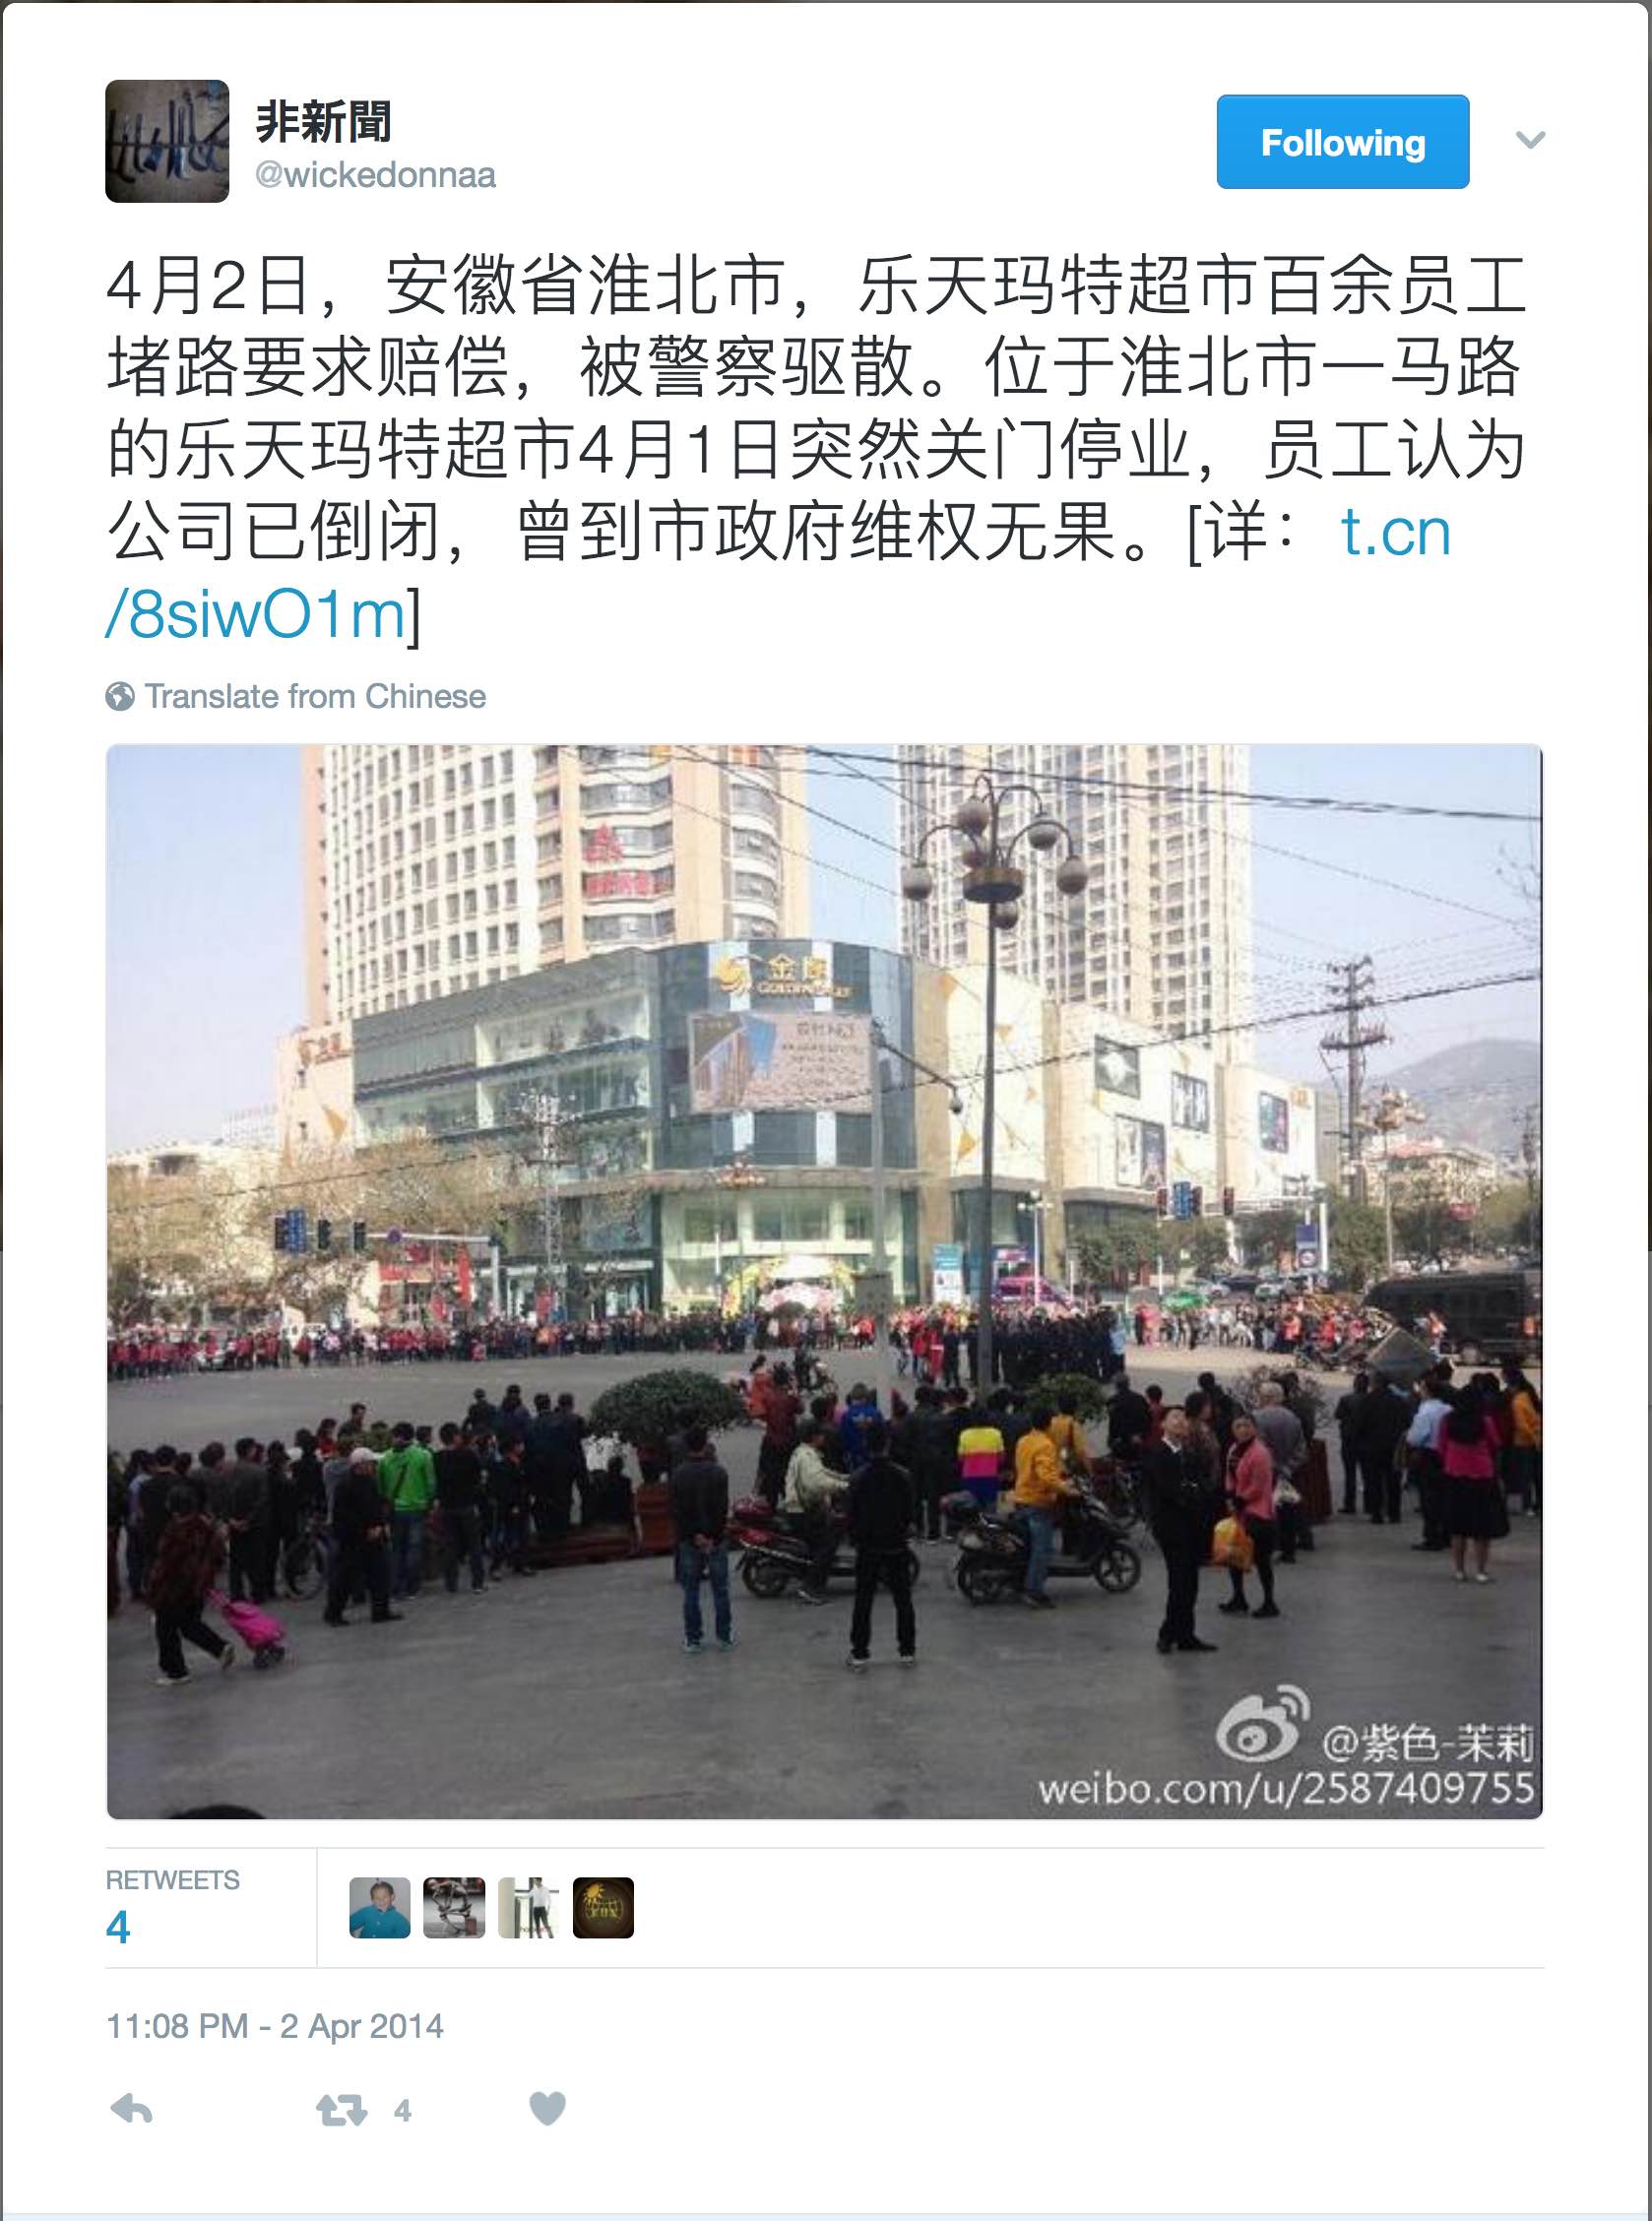 非新聞
@wickedonnaa
Following
4月2日，安徽省淮北市，乐天玛特超市百余员工
堵路要求赔偿，被警察驱散。位于淮北市一马路
的乐天玛特超市4月1日突然关门停业，员工认为
公司已倒闭，曾到市政府维权无果。[详：t.cn
/8siwO1m]
Translate from Chinese
@紫色-茉莉
weibo.com/u/2587409755
RETWEETS
4
11:08 PM - 2 Apr 2014
4